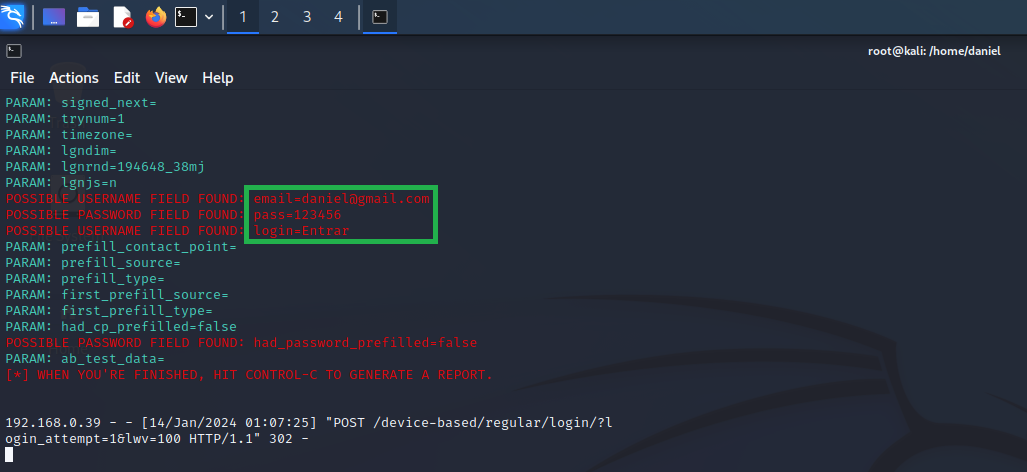 1 2 3 4
root@kali: /home/daniel
File Actions Edit View Help
PARAM: signed_next=
PARAM: trynum=1
PARAM: timezone=
PARAM: lgndim=
PARAM: lgnrnd=194648_38mj
PARAM: lgnjs=n
POSSIBLE USERNAME FIELD FOUND: email=daniel@gmail.com
POSSIBLE PASSWORD FIELD FOUND: pass=123456
POSSIBLE USERNAME FIELD FOUND: login=Entrar
PARAM: prefill_contact_point=
PARAM: prefill_source=
PARAM: prefill_type=
PARAM: first_prefill_source=
PARAM: first_prefill_type=
PARAM: had_cp_prefilled=false
POSSIBLE PASSWORD FIELD FOUND: had_password_prefilled=false
PARAM: ab_test_data=
[*] WHEN YOU'RE FINISHED, HIT CONTROL-C TO GENERATE A REPORT.
192.168.0.39 - - [14/Jan/2024 01:07:25] "POST /device-based/regular/login/?l
ogin_attempt=1&lwv=100 HTTP/1.1" 302 -